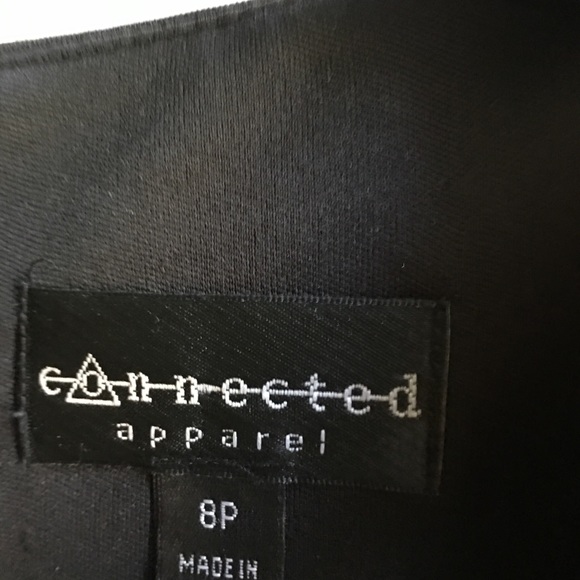 connected
apparel
8P
MADE IN